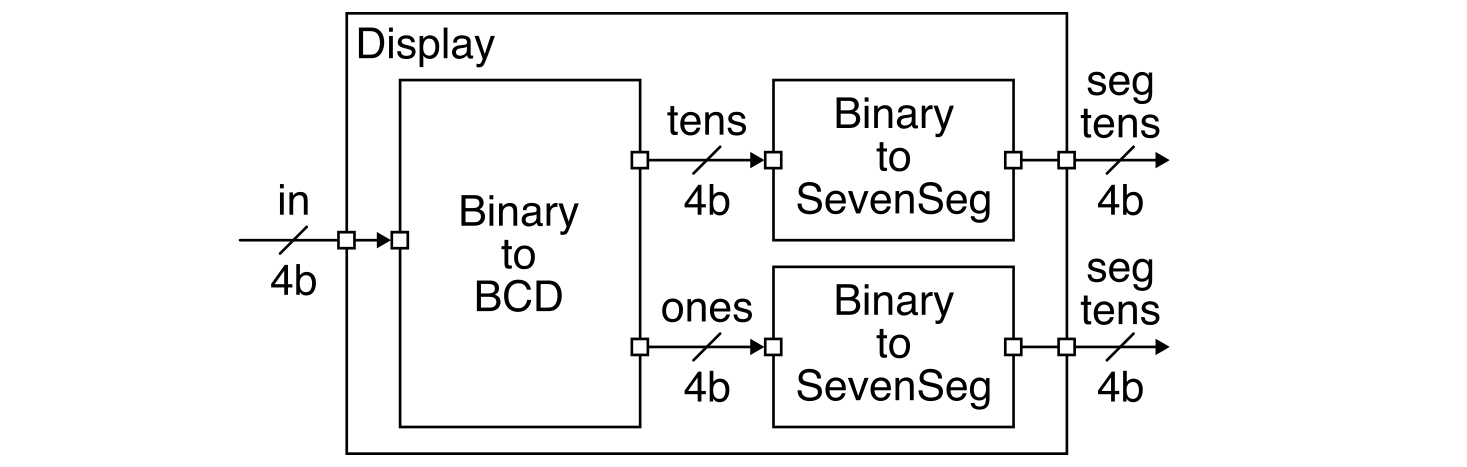 Display
in
4b
Binary
to
BCD
tens
4b
ones
4b
Binary
to
SevenSeg
Binary
to
SevenSeg
seg
tens
4b
seg
tens
4b